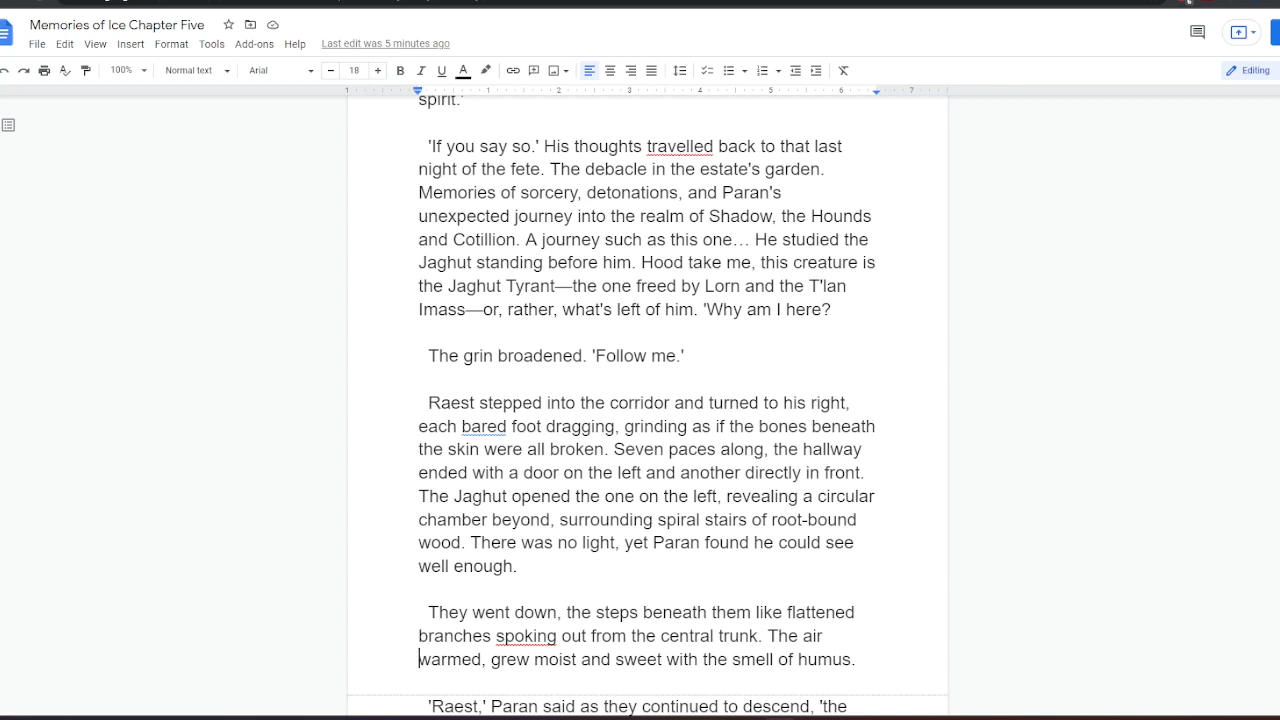 Memories of Ice Chapter Five
File Edit View Insert Format Tools Add-ons Help Last edit was 5 minutes ago
100% Normal text Arial 18 B I U A Editing
1 1 2 3 4 5 6 7
spirit.'
'If you say so.' His thoughts travelled back to that last
night of the fete. The debacle in the estate's garden.
Memories of sorcery, detonations, and Paran's
unexpected journey into the realm of Shadow, the Hounds
and Cotillion. A journey such as this one… He studied the
Jaghut standing before him. Hood take me, this creature is
the Jaghut Tyrant—the one freed by Lorn and the T'lan
Imass—or, rather, what's left of him. 'Why am I here?
The grin broadened. 'Follow me.'
Raest stepped into the corridor and turned to his right,
each bared foot dragging, grinding as if the bones beneath
the skin were all broken. Seven paces along, the hallway
ended with a door on the left and another directly in front.
The Jaghut opened the one on the left, revealing a circular
chamber beyond, surrounding spiral stairs of root-bound
wood. There was no light, yet Paran found he could see
well enough.
They went down, the steps beneath them like flattened
branches spoking out from the central trunk. The air
warmed, grew moist and sweet with the smell of humus.
'Raest,' Paran said as they continued to descend, 'the